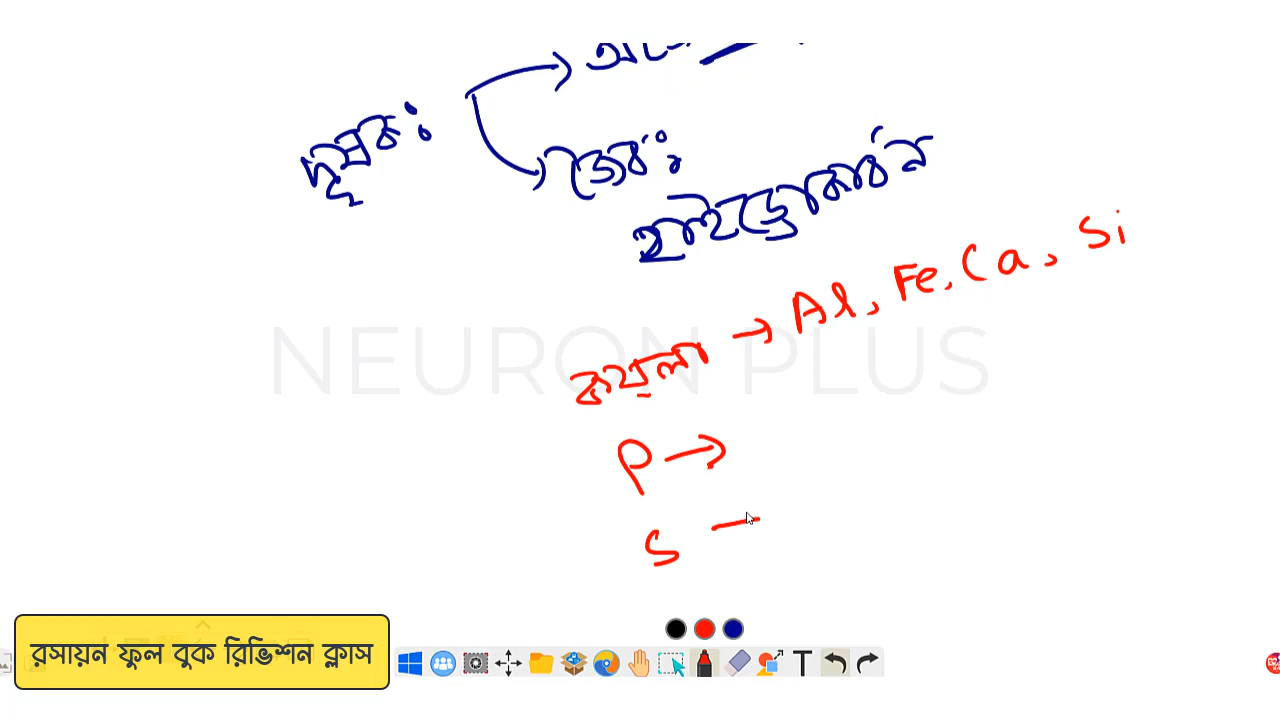 দূষকঃ
জৈবঃ
হাইড্রোকার্বন
কয়লা → Al, Fe, Ca, Si
P →
S —
NEURON PLUS
রসায়ন ফুল বুক রিভিশন ক্লাস